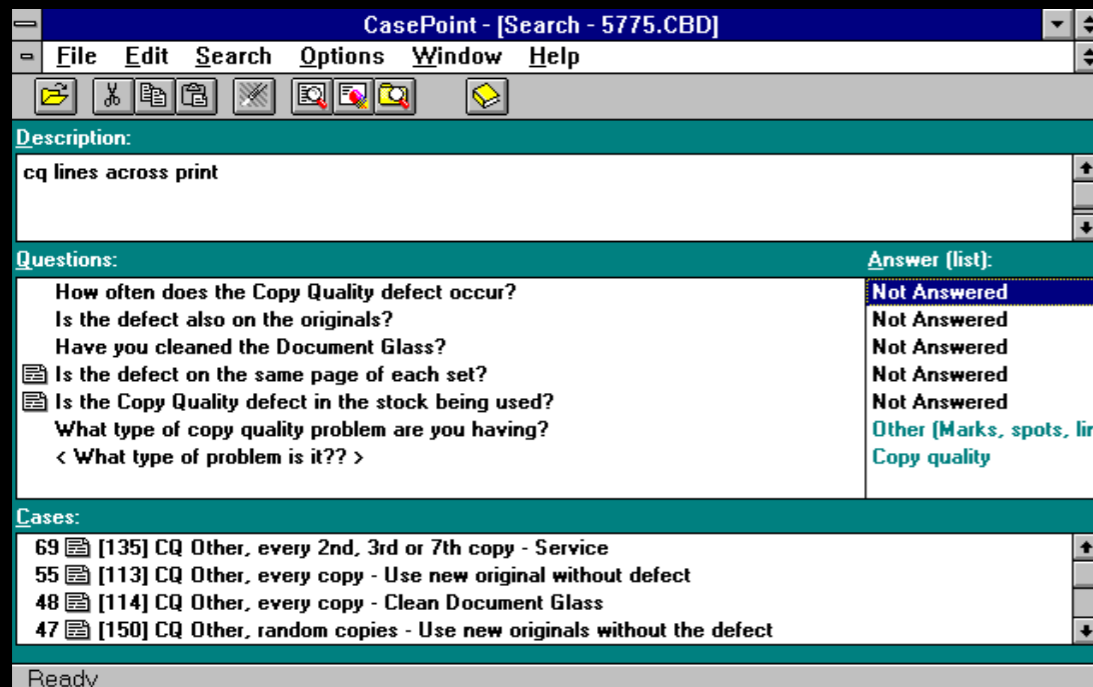 CasePoint - [Search - 5775.CBD]
File Edit Search Options Window Help
Description:
cq lines across print
Questions: Answer (list):
How often does the Copy Quality defect occur? Not Answered
Is the defect also on the originals? Not Answered
Have you cleaned the Document Glass? Not Answered
Is the defect on the same page of each set? Not Answered
Is the Copy Quality defect in the stock being used? Not Answered
What type of copy quality problem are you having? Other (Marks, spots, lin
< What type of problem is it?? > Copy quality
Cases:
69 [135] CQ Other, every 2nd, 3rd or 7th copy - Service
55 [113] CQ Other, every copy - Use new original without defect
48 [114] CQ Other, every copy - Clean Document Glass
47 [150] CQ Other, random copies - Use new originals without the defect
Ready